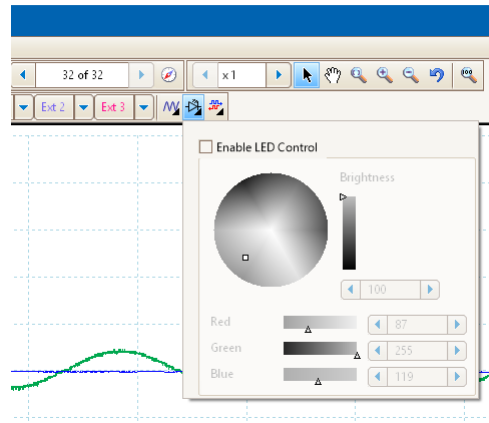 32 of 32
x1
Ext 2
Ext 3
Enable LED Control
Brightness
100
Red
87
Green
255
Blue
119